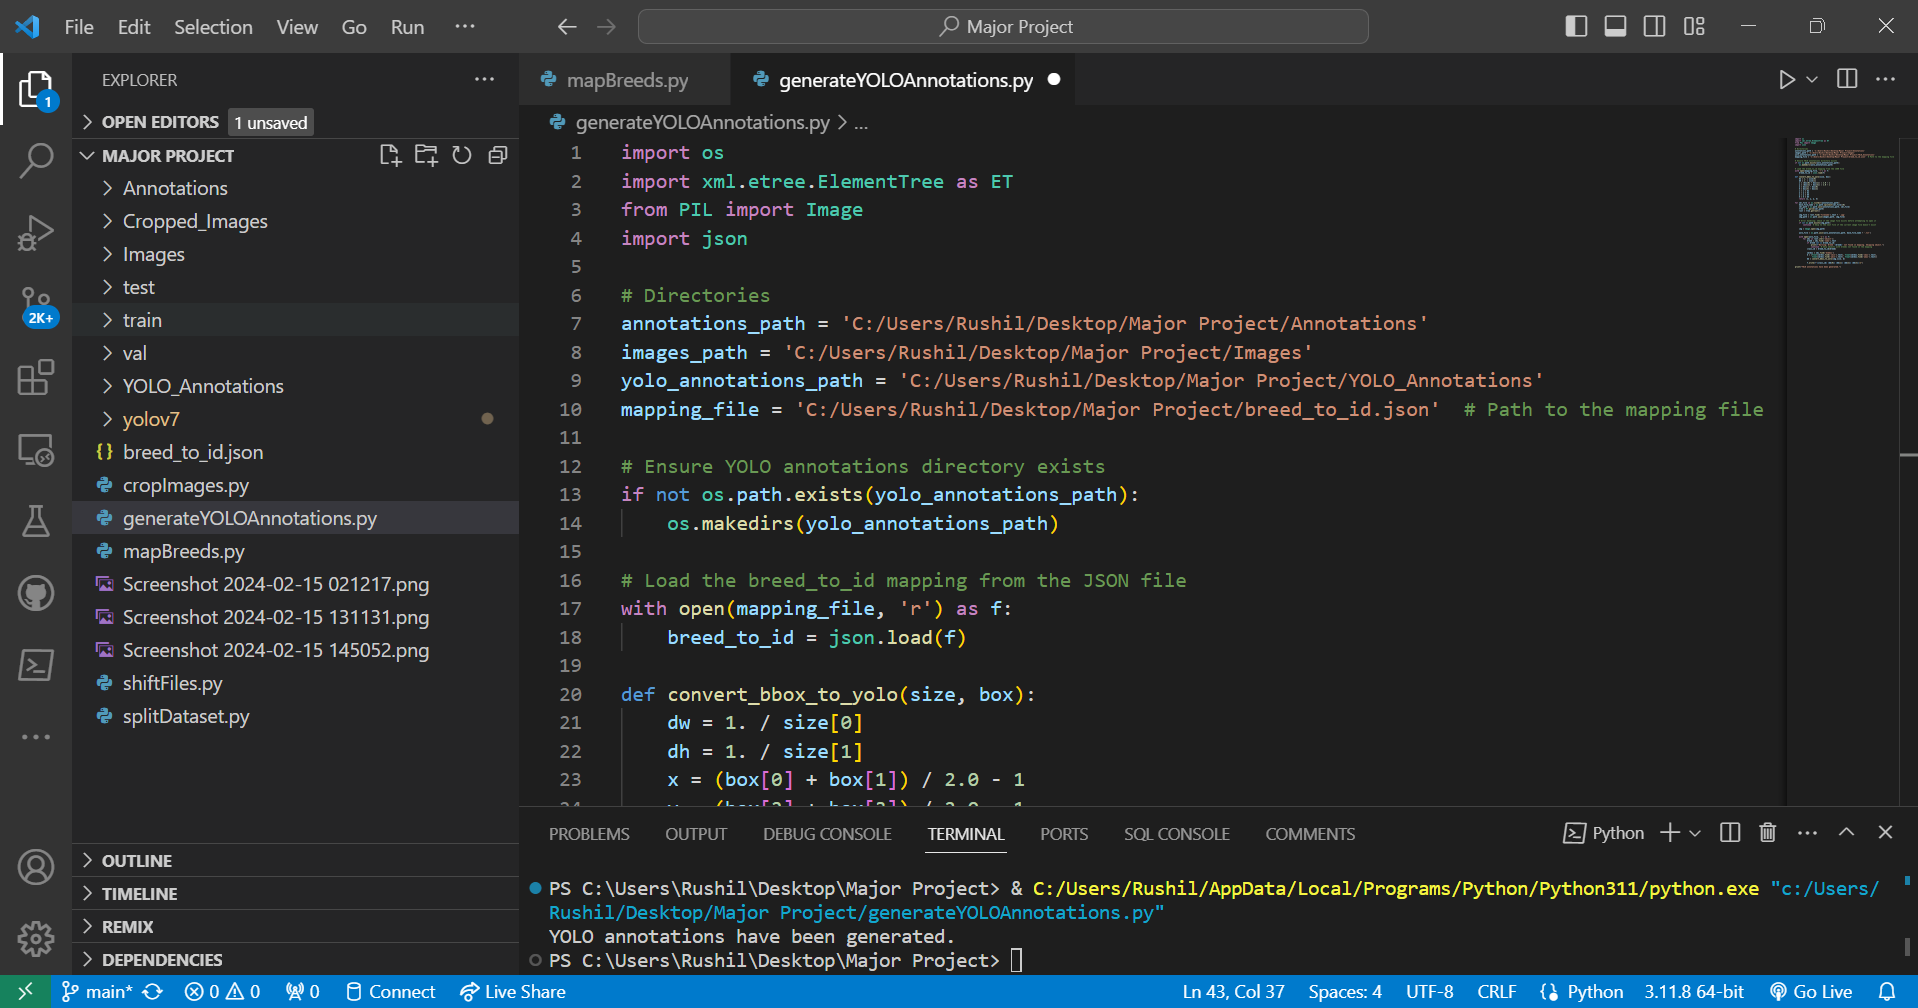 File Edit Selection View Go Run ···
Major Project
EXPLORER
OPEN EDITORS 1 unsaved
MAJOR PROJECT
Annotations
Cropped_Images
Images
test
train
val
YOLO_Annotations
yolov7
breed_to_id.json
cropImages.py
generateYOLOAnnotations.py
mapBreeds.py
Screenshot 2024-02-15 021217.png
Screenshot 2024-02-15 131131.png
Screenshot 2024-02-15 145052.png
shiftFiles.py
splitDataset.py
OUTLINE
TIMELINE
REMIX
DEPENDENCIES
1
2K+
mapBreeds.py
generateYOLOAnnotations.py
generateYOLOAnnotations.py > ...
1 import os
2 import xml.etree.ElementTree as ET
3 from PIL import Image
4 import json
5
6 # Directories
7 annotations_path = 'C:/Users/Rushil/Desktop/Major Project/Annotations'
8 images_path = 'C:/Users/Rushil/Desktop/Major Project/Images'
9 yolo_annotations_path = 'C:/Users/Rushil/Desktop/Major Project/YOLO_Annotations'
10 mapping_file = 'C:/Users/Rushil/Desktop/Major Project/breed_to_id.json'  # Path to the mapping file
11
12 # Ensure YOLO annotations directory exists
13 if not os.path.exists(yolo_annotations_path):
14     os.makedirs(yolo_annotations_path)
15
16 # Load the breed_to_id mapping from the JSON file
17 with open(mapping_file, 'r') as f:
18     breed_to_id = json.load(f)
19
20 def convert_bbox_to_yolo(size, box):
21     dw = 1. / size[0]
22     dh = 1. / size[1]
23     x = (box[0] + box[1]) / 2.0 - 1
PROBLEMS OUTPUT DEBUG CONSOLE TERMINAL PORTS SQL CONSOLE COMMENTS
Python
PS C:\Users\Rushil\Desktop\Major Project> & C:/Users/Rushil/AppData/Local/Programs/Python/Python311/python.exe "c:/Users/
Rushil/Desktop/Major Project/generateYOLOAnnotations.py"
YOLO annotations have been generated.
PS C:\Users\Rushil\Desktop\Major Project>
main* 0 0 0 Connect Live Share
Ln 43, Col 37 Spaces: 4 UTF-8 CRLF Python 3.11.8 64-bit Go Live